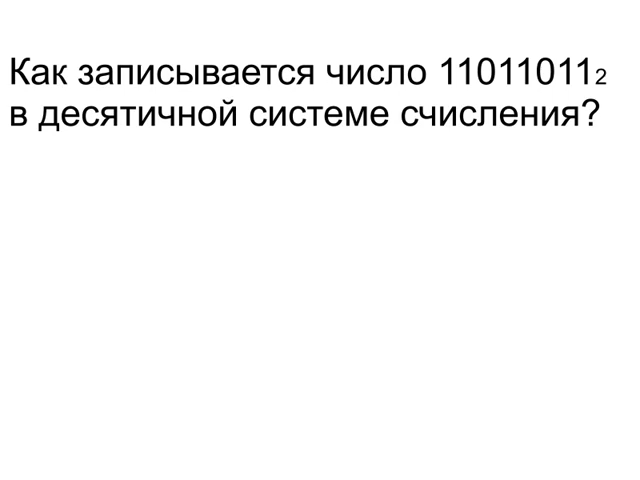 Как записывается число 11011011₂
в десятичной системе счисления?